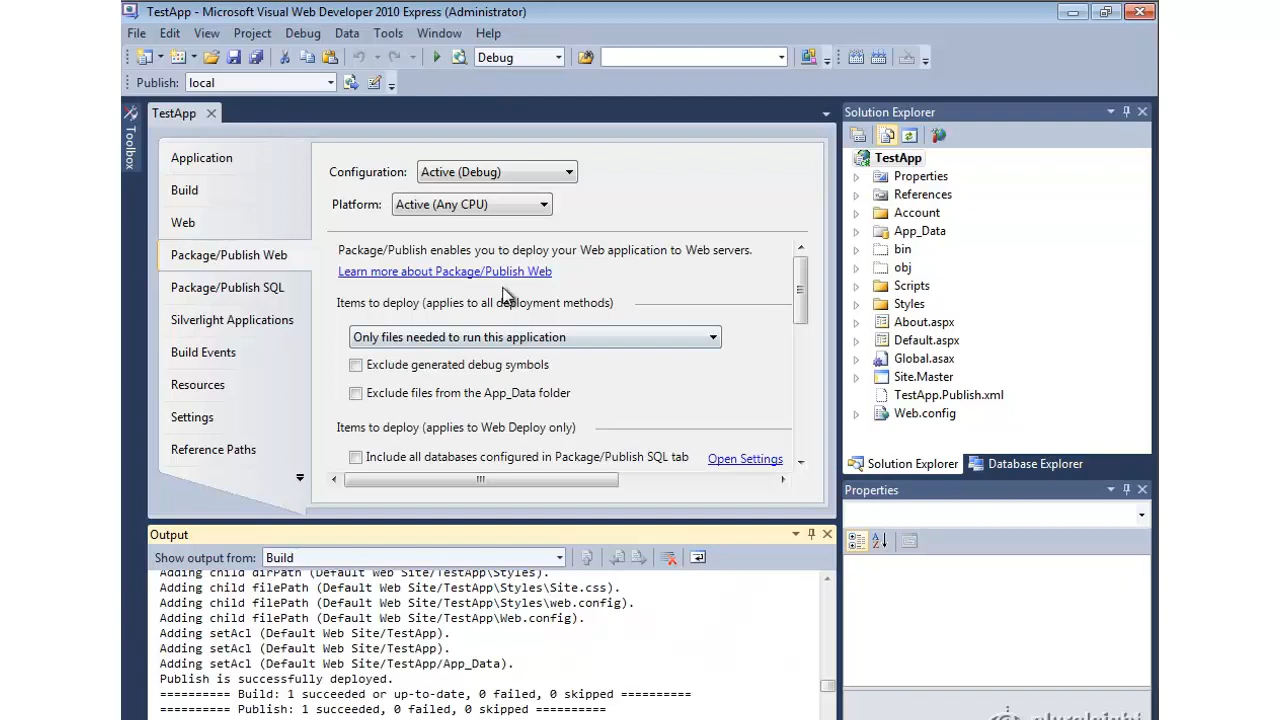 TestApp - Microsoft Visual Web Developer 2010 Express (Administrator)
File Edit View Project Debug Data Tools Window Help
Debug
Publish: local
Toolbox
TestApp
Application
Build
Web
Package/Publish Web
Package/Publish SQL
Silverlight Applications
Build Events
Resources
Settings
Reference Paths
Configuration: Active (Debug)
Platform: Active (Any CPU)
Package/Publish enables you to deploy your Web application to Web servers.
Learn more about Package/Publish Web
Items to deploy (applies to all deployment methods)
Only files needed to run this application
Exclude generated debug symbols
Exclude files from the App_Data folder
Items to deploy (applies to Web Deploy only)
Include all databases configured in Package/Publish SQL tab Open Settings
Solution Explorer
TestApp
Properties
References
Account
App_Data
bin
obj
Scripts
Styles
About.aspx
Default.aspx
Global.asax
Site.Master
TestApp.Publish.xml
Web.config
Solution Explorer Database Explorer
Properties
Output
Show output from: Build
Adding child dirPath (Default Web Site/TestApp\Styles).
Adding child filePath (Default Web Site/TestApp\Styles\Site.css).
Adding child filePath (Default Web Site/TestApp\Styles\web.config).
Adding child filePath (Default Web Site/TestApp\Web.config).
Adding setAcl (Default Web Site/TestApp).
Adding setAcl (Default Web Site/TestApp).
Adding setAcl (Default Web Site/TestApp/App_Data).
Publish is successfully deployed.
========== Build: 1 succeeded or up-to-date, 0 failed, 0 skipped ==========
========== Publish: 1 succeeded, 0 failed, 0 skipped ==========